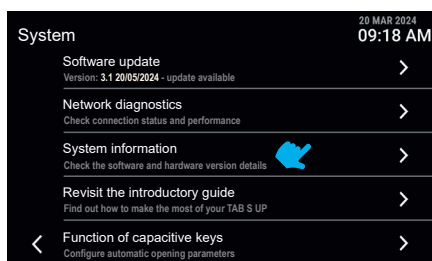 20 MAR 2024
System 09:18 AM
Software update
Version: 3.1 20/05/2024 - update available
Network diagnostics
Check connection status and performance
System information
Check the software and hardware version details
Revisit the introductory guide
Find out how to make the most of your TAB S UP
Function of capacitive keys
Configure automatic opening parameters